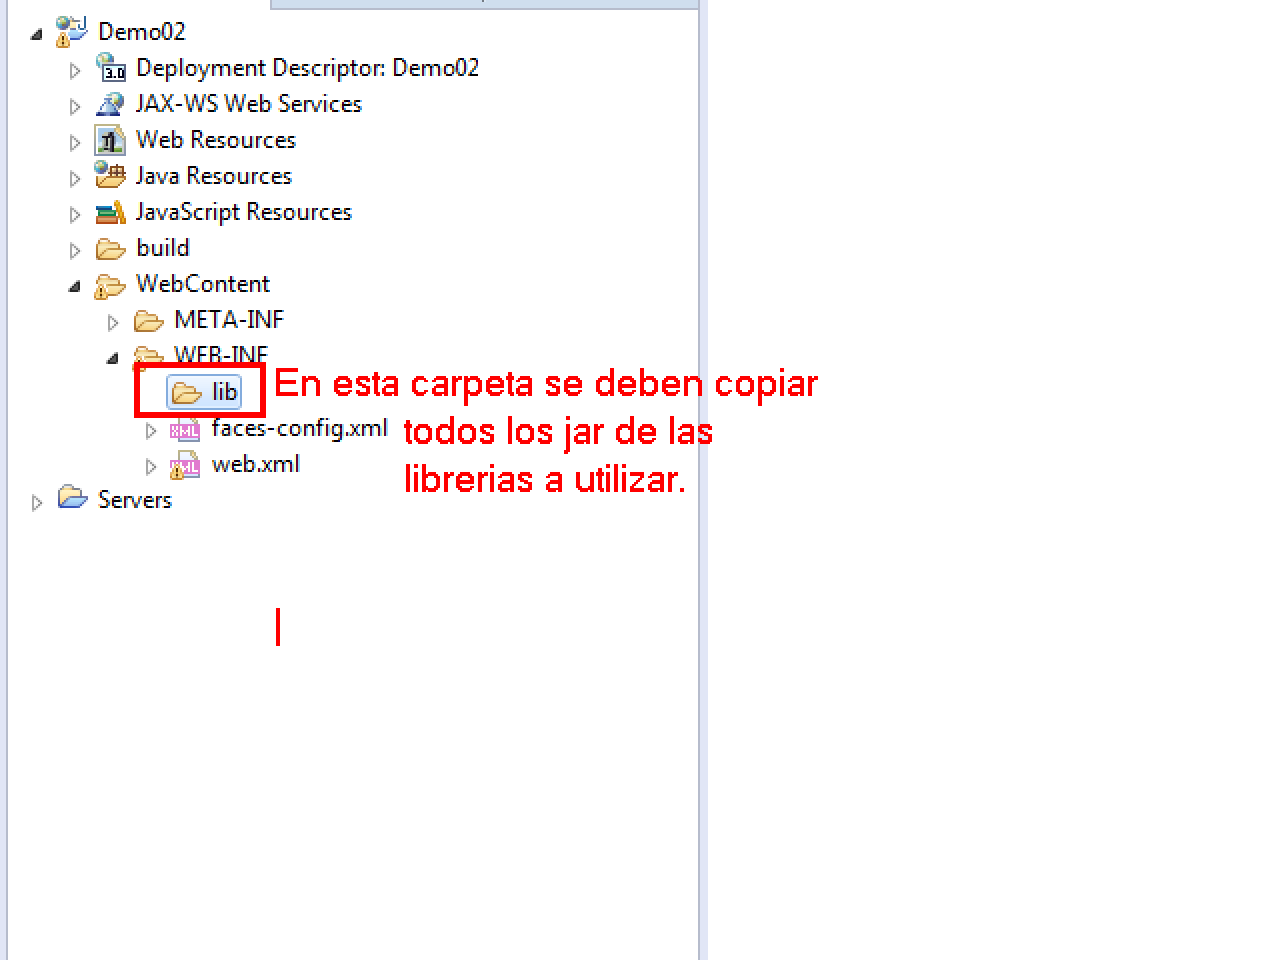 Demo02
Deployment Descriptor: Demo02
3.0
JAX-WS Web Services
Web Resources
Java Resources
JavaScript Resources
build
WebContent
META-INF
WEB-INF
lib
En esta carpeta se deben copiar
todos los jar de las
librerias a utilizar.
faces-config.xml
web.xml
Servers